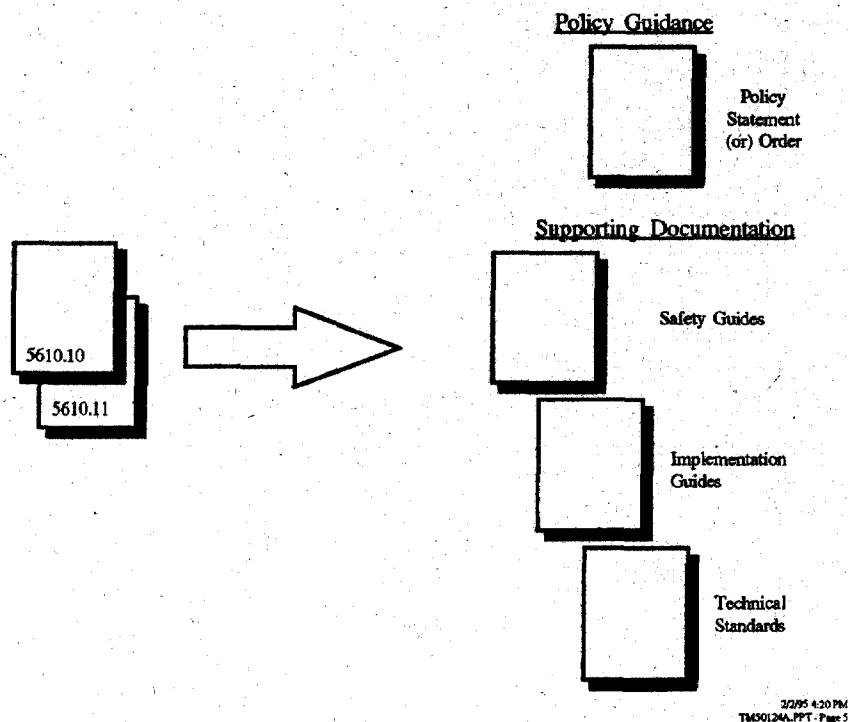 Policy Guidance
Policy
Statement
(or) Order
Supporting Documentation
5610.10
5610.11
Safety Guides
Implementation
Guides
Technical
Standards
2/2/95 4:20 PM
TM50124A.PPT - Page 5